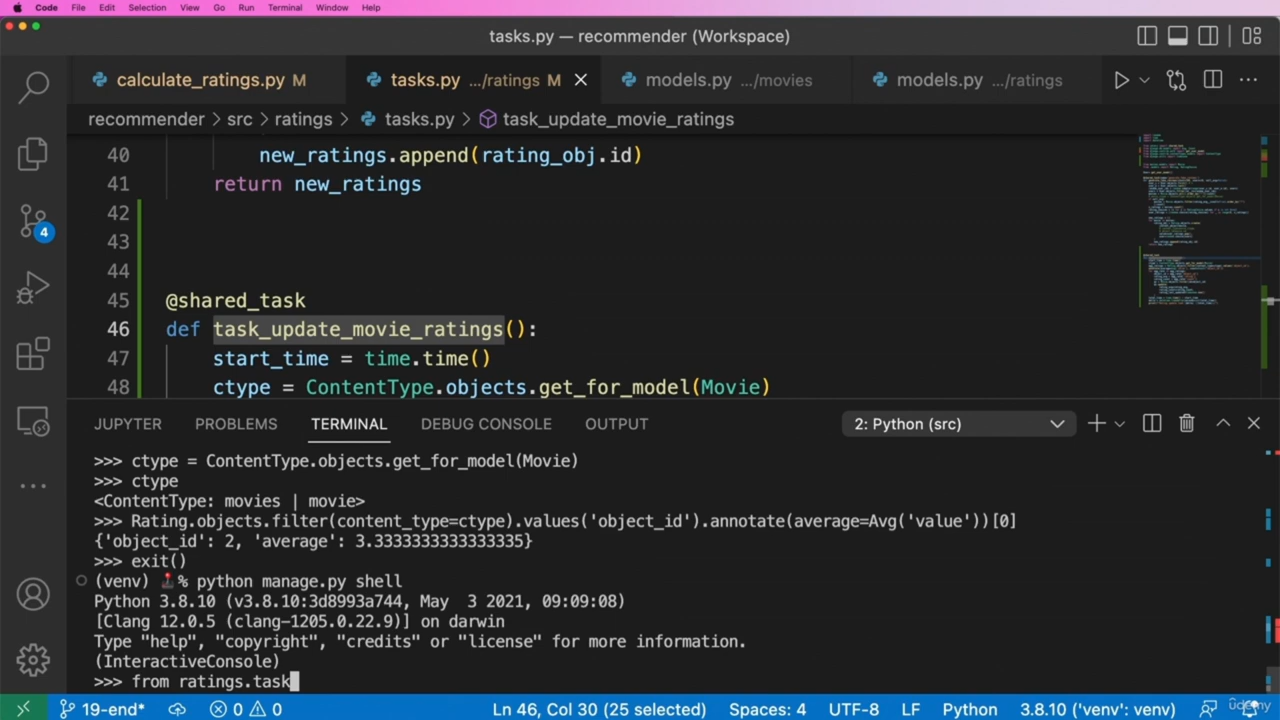 Code File Edit Selection View Go Run Terminal Window Help
tasks.py — recommender (Workspace)
calculate_ratings.py M tasks.py .../ratings M models.py .../movies models.py .../ratings
recommender > src > ratings > tasks.py > task_update_movie_ratings
40 new_ratings.append(rating_obj.id)
41 return new_ratings
42
43
44
45 @shared_task
46 def task_update_movie_ratings():
47 start_time = time.time()
48 ctype = ContentType.objects.get_for_model(Movie)
4
JUPYTER PROBLEMS TERMINAL DEBUG CONSOLE OUTPUT 2: Python (src)
>>> ctype = ContentType.objects.get_for_model(Movie)
>>> ctype
<ContentType: movies | movie>
>>> Rating.objects.filter(content_type=ctype).values('object_id').annotate(average=Avg('value'))[0]
{'object_id': 2, 'average': 3.3333333333333335}
>>> exit()
(venv) % python manage.py shell
Python 3.8.10 (v3.8.10:3d8993a744, May 3 2021, 09:09:08)
[Clang 12.0.5 (clang-1205.0.22.9)] on darwin
Type "help", "copyright", "credits" or "license" for more information.
(InteractiveConsole)
>>> from ratings.task
19-end* 0 0 Ln 46, Col 30 (25 selected) Spaces: 4 UTF-8 LF Python 3.8.10 ('venv': venv)
udemy